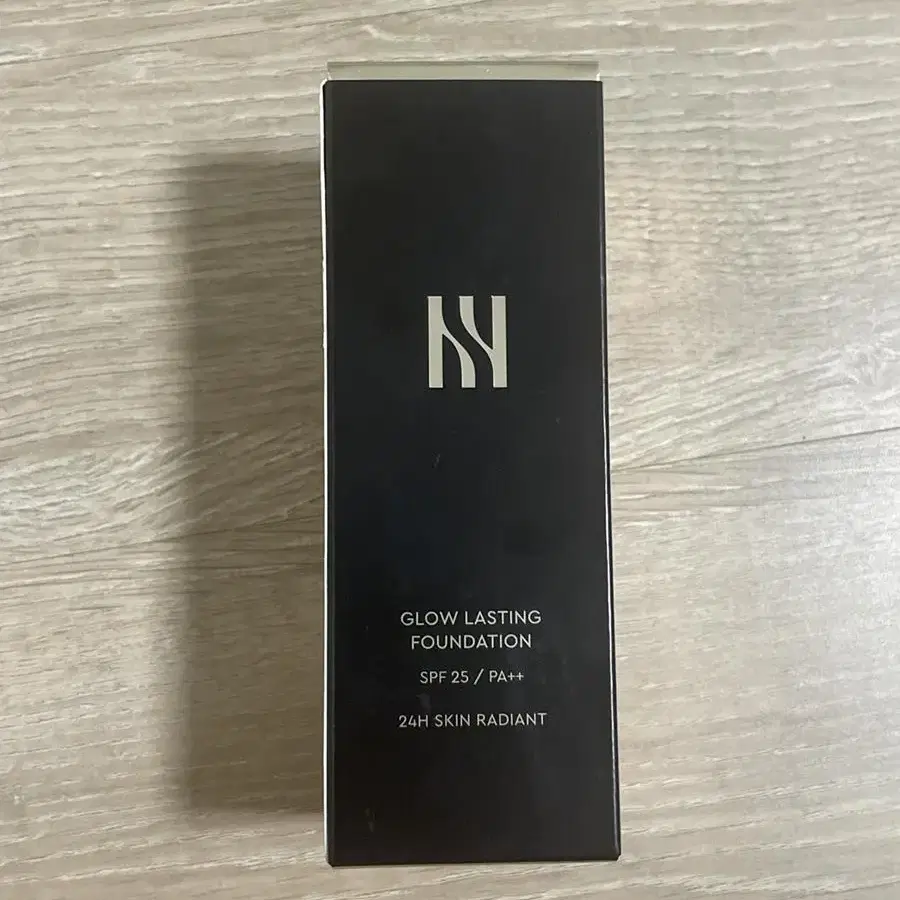 GLOW LASTING
FOUNDATION
SPF 25 / PA++
24H SKIN RADIANT